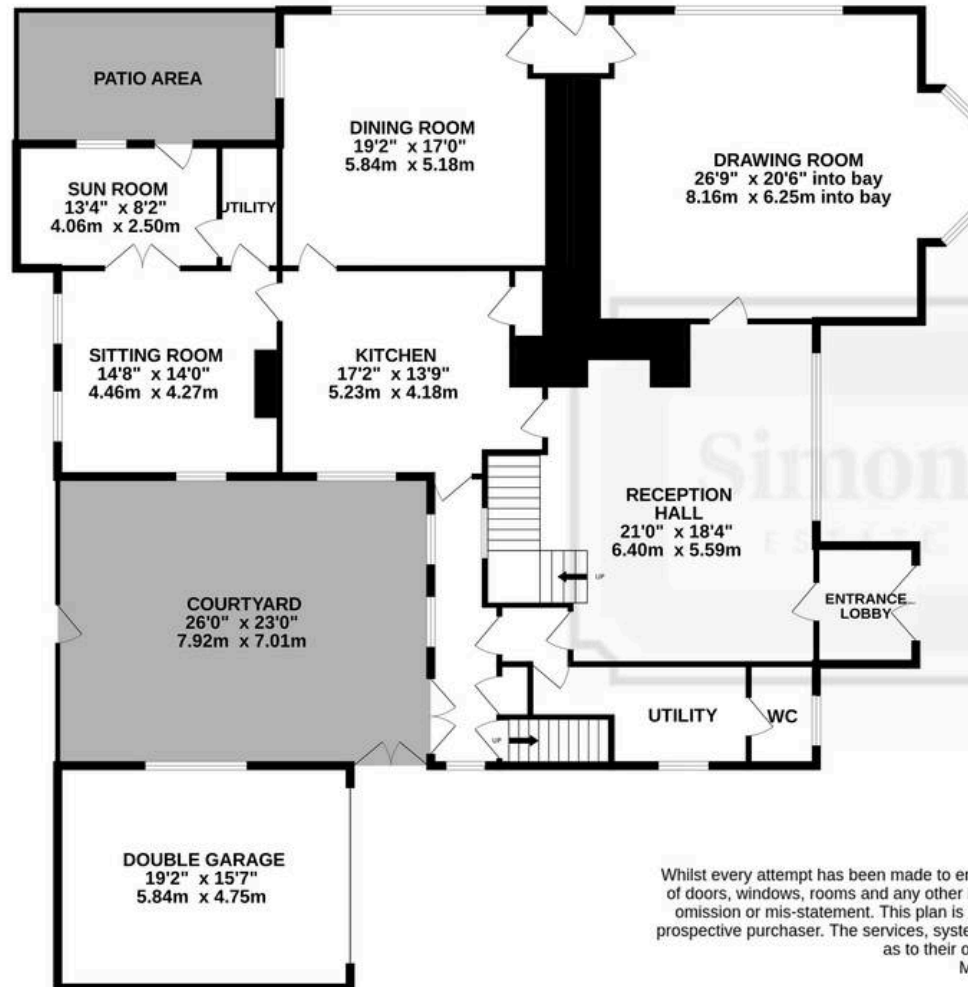 PATIO AREA
DINING ROOM
19'2" x 17'0"
5.84m x 5.18m
DRAWING ROOM
26'9" x 20'6" into bay
8.16m x 6.25m into bay
SUN ROOM
13'4" x 8'2"
4.06m x 2.50m
UTILITY
SITTING ROOM
14'8" x 14'0"
4.46m x 4.27m
KITCHEN
17'2" x 13'9"
5.23m x 4.18m
Simon
ESTATE
RECEPTION
HALL
21'0" x 18'4"
6.40m x 5.59m
UP
ENTRANCE
LOBBY
COURTYARD
26'0" x 23'0"
7.92m x 7.01m
UTILITY
WC
UP
DOUBLE GARAGE
19'2" x 15'7"
5.84m x 4.75m
Whilst every attempt has been made to
of doors, windows, rooms and any other
omission or mis-statement. This plan is
prospective purchaser. The services,
as to their